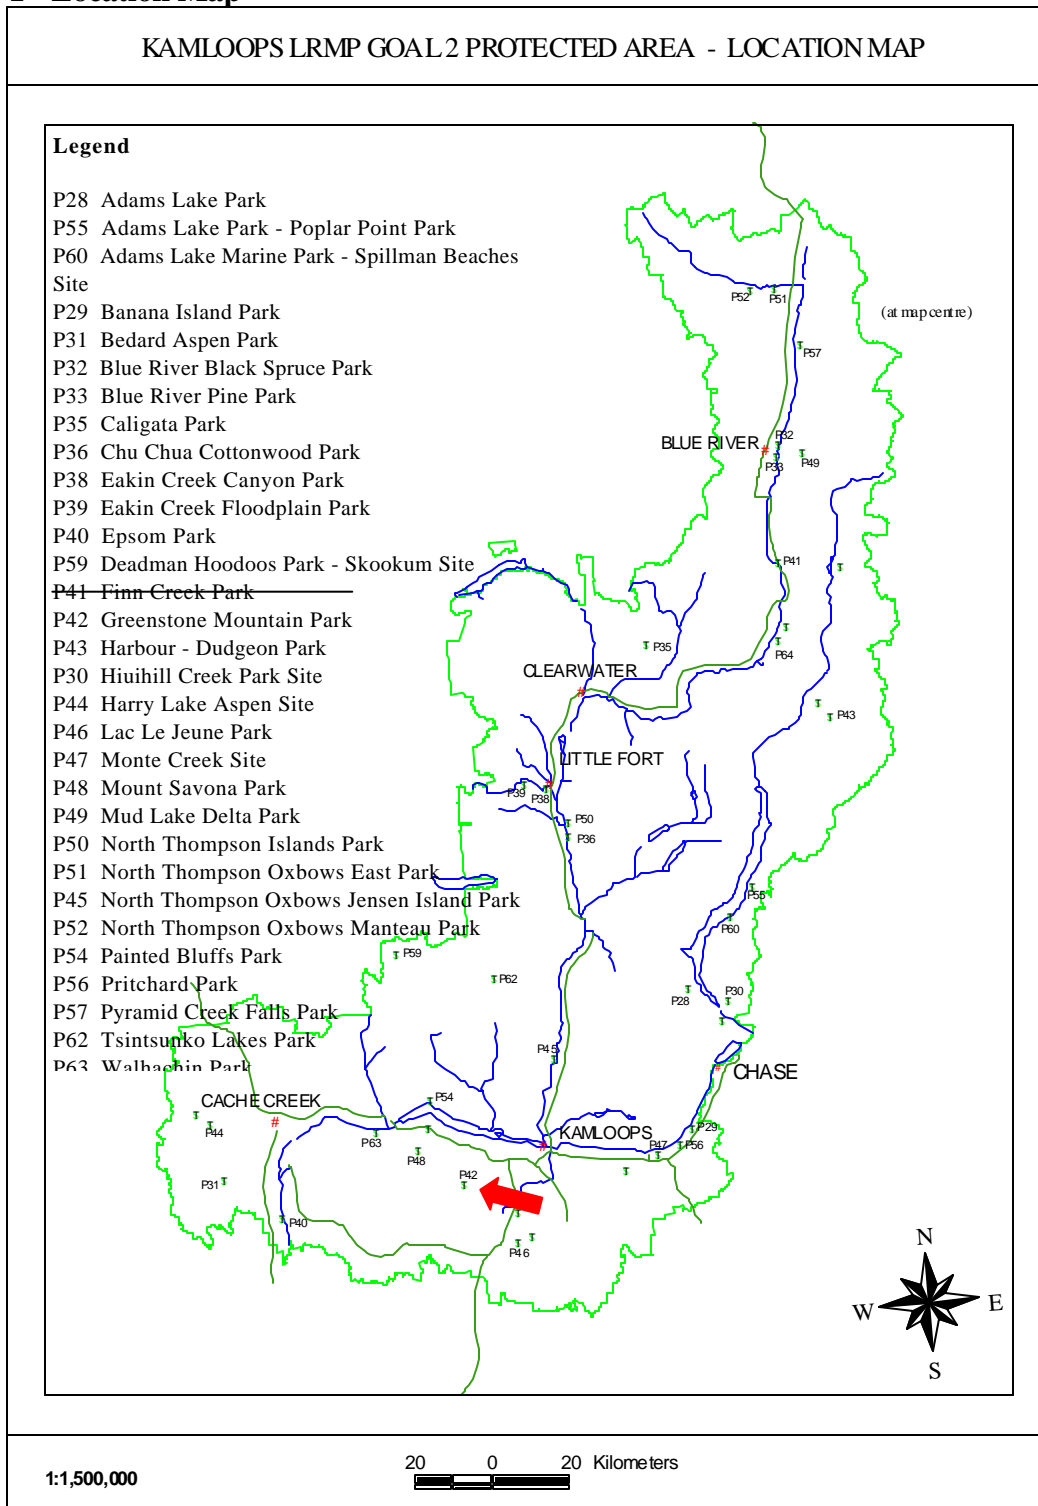 KAMLOOPS LRMP GOAL 2 PROTECTED AREA - LOCATION MAP
Legend
P28 Adams Lake Park
P55 Adams Lake Park - Poplar Point Park
P60 Adams Lake Marine Park - Spillman Beaches
Site
P29 Banana Island Park
P31 Bedard Aspen Park
P32 Blue River Black Spruce Park
P33 Blue River Pine Park
P35 Caligata Park
P36 Chu Chua Cottonwood Park
P38 Eakin Creek Canyon Park
P39 Eakin Creek Floodplain Park
P40 Epsom Park
P59 Deadman Hoodoos Park - Skookum Site
P41 Finn Creek Park
P42 Greenstone Mountain Park
P43 Harbour - Dudgeon Park
P30 Hiuihill Creek Park Site
P44 Harry Lake Aspen Site
P46 Lac Le Jeune Park
P47 Monte Creek Site
P48 Mount Savona Park
P49 Mud Lake Delta Park
P50 North Thompson Islands Park
P51 North Thompson Oxbows East Park
P45 North Thompson Oxbows Jensen Island Park
P52 North Thompson Oxbows Manteau Park
P54 Painted Bluffs Park
P56 Pritchard Park
P57 Pyramid Creek Falls Park
P62 Tsintsunko Lakes Park
P63 Walhachin Park
(at map centre)
P52
P51
P57
BLUE RIVER
P32
P33
P49
P41
P35
P64
CLEARWATER
P43
LITTLE FORT
P39
P38
P50
P36
P55
P60
P59
P62
P28
P30
P45
CHASE
CACHE CREEK
P54
P44
P63
KAMLOOPS
P29
P48
P47
P56
P42
P31
P40
P46
N
W
E
S
1:1,500,000
20 0 20 Kilometers